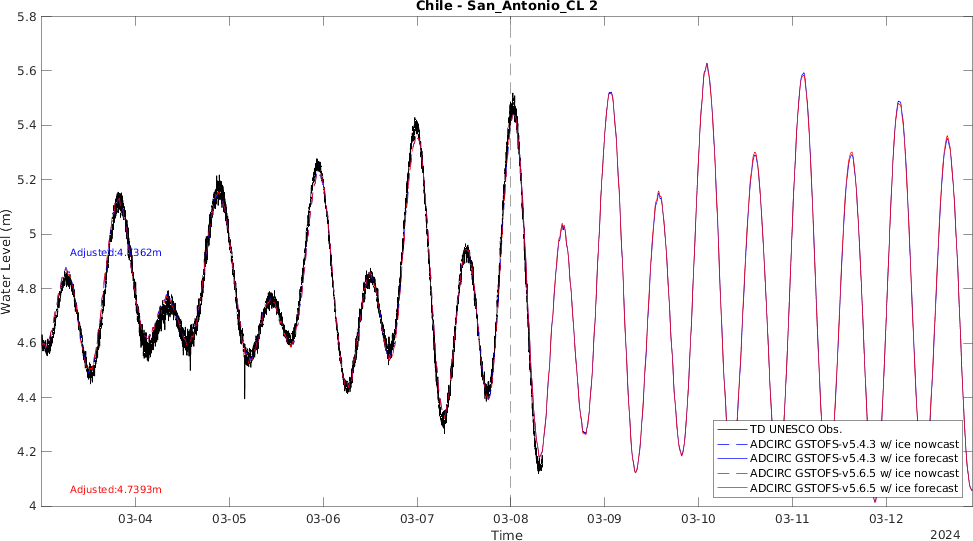 Chile - San_Antonio_CL 2
5.8
5.6
5.4
5.2
5
4.8
4.6
4.4
4.2
4
Water Level (m)
Adjusted:4.7362m
Adjusted:4.7393m
TD UNESCO Obs.
ADCIRC GSTOFS-v5.4.3 w/ ice nowcast
ADCIRC GSTOFS-v5.4.3 w/ ice forecast
ADCIRC GSTOFS-v5.6.5 w/ ice nowcast
ADCIRC GSTOFS-v5.6.5 w/ ice forecast
03-04 03-05 03-06 03-07 03-08 03-09 03-10 03-11 03-12
Time
2024